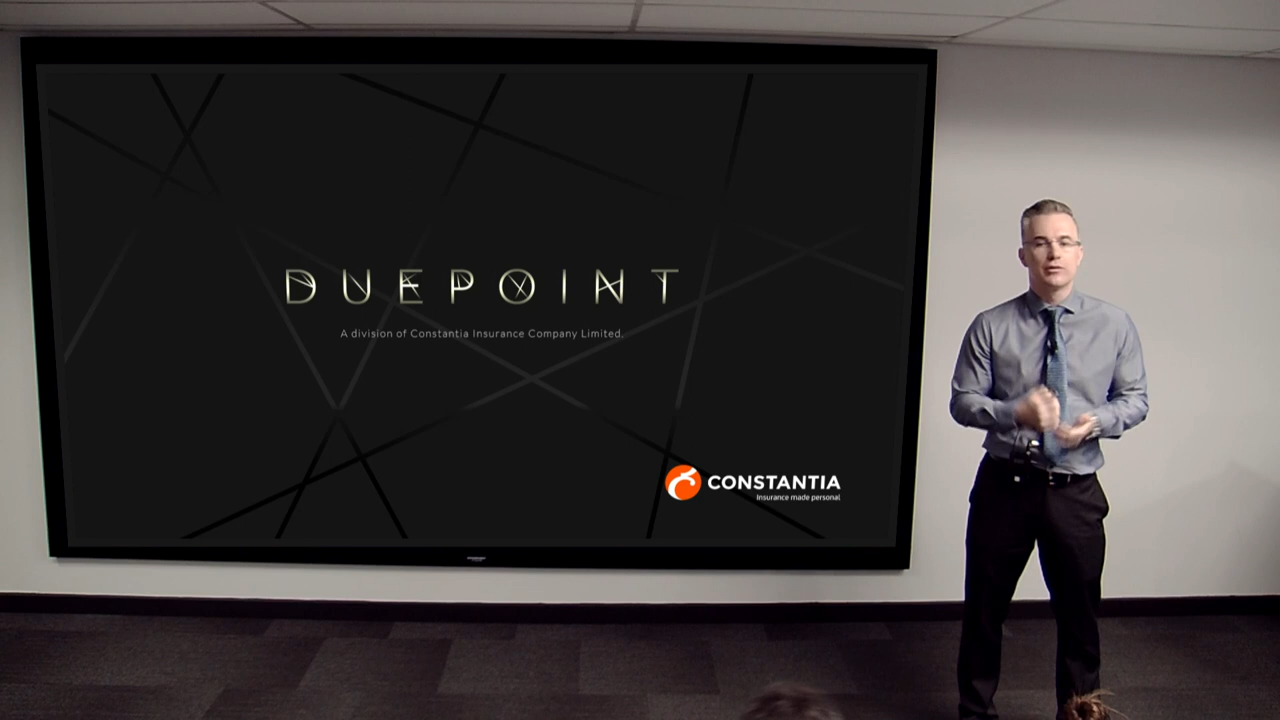 DUEPOINT
A division of Constantia Insurance Company Limited.
CONSTANTIA
Insurance made personal